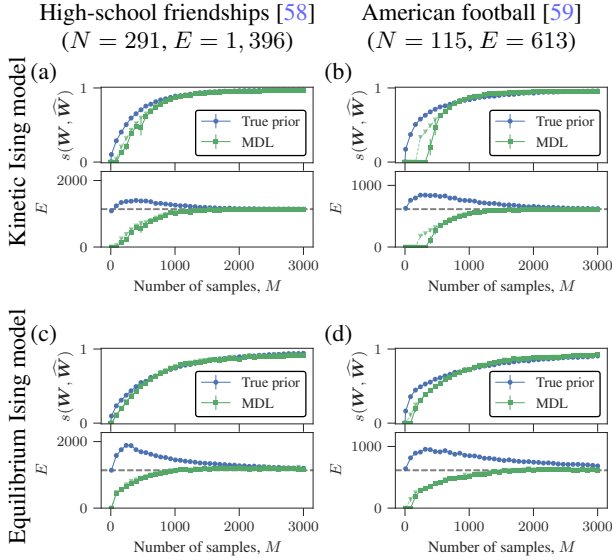 High-school friendships [58]
(N = 291, E = 1,396)
American football [59]
(N = 115, E = 613)
Kinetic Ising model
(a)
1
0
s(W, Ŵ)
True prior
MDL
2000
0
E
0
1000
2000
3000
Number of samples, M
(b)
1
0
s(W, Ŵ)
True prior
MDL
1000
0
E
0
1000
2000
3000
Number of samples, M
Equilibrium Ising model
(c)
1
0
s(W, Ŵ)
True prior
MDL
2000
0
E
0
1000
2000
3000
Number of samples, M
(d)
1
0
s(W, Ŵ)
True prior
MDL
1000
0
E
0
1000
2000
3000
Number of samples, M